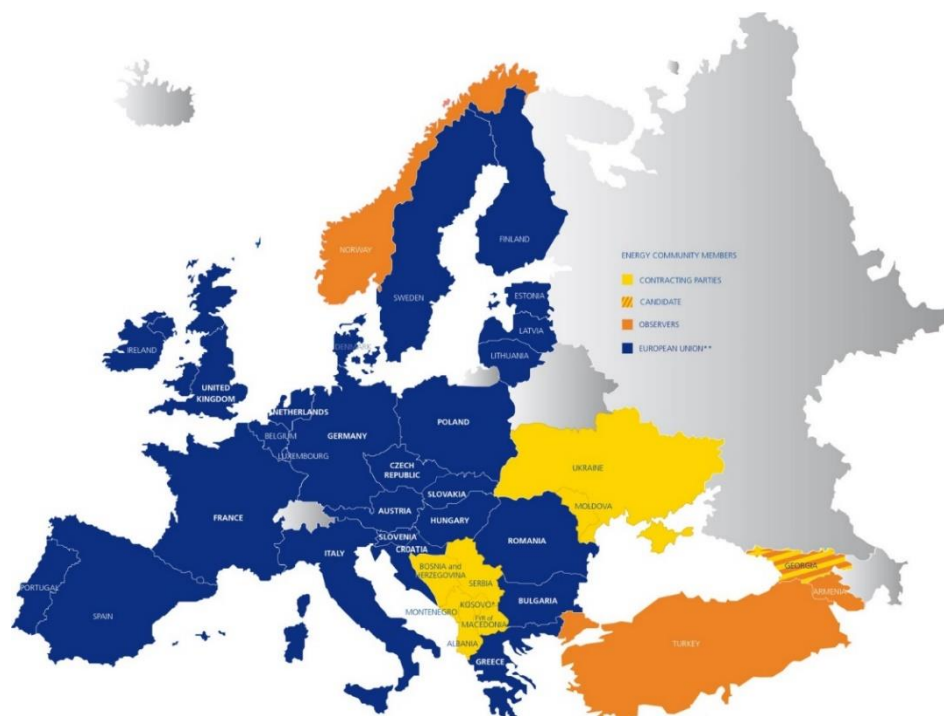 NORWAY
FINLAND
SWEDEN
ENERGY COMMUNITY MEMBERS
CONTRACTING PARTIES
CANDIDATE
OBSERVERS
EUROPEAN UNION**
ESTONIA
LATVIA
LITHUANIA
DENMARK
IRELAND
UNITED
KINGDOM
NETHERLANDS
BELGIUM
LUXEMBOURG
GERMANY
POLAND
CZECH
REPUBLIC
SLOVAKIA
UKRAINE
MOLDOVA
FRANCE
AUSTRIA
HUNGARY
SLOVENIA
CROATIA
ITALY
ROMANIA
BOSNIA and
HERZEGOVINA
SERBIA
GEORGIA
ARMENIA
PORTUGAL
SPAIN
MONTENEGRO
KOSOVO*
FYR of
MACEDONIA
BULGARIA
ALBANIA
GREECE
TURKEY